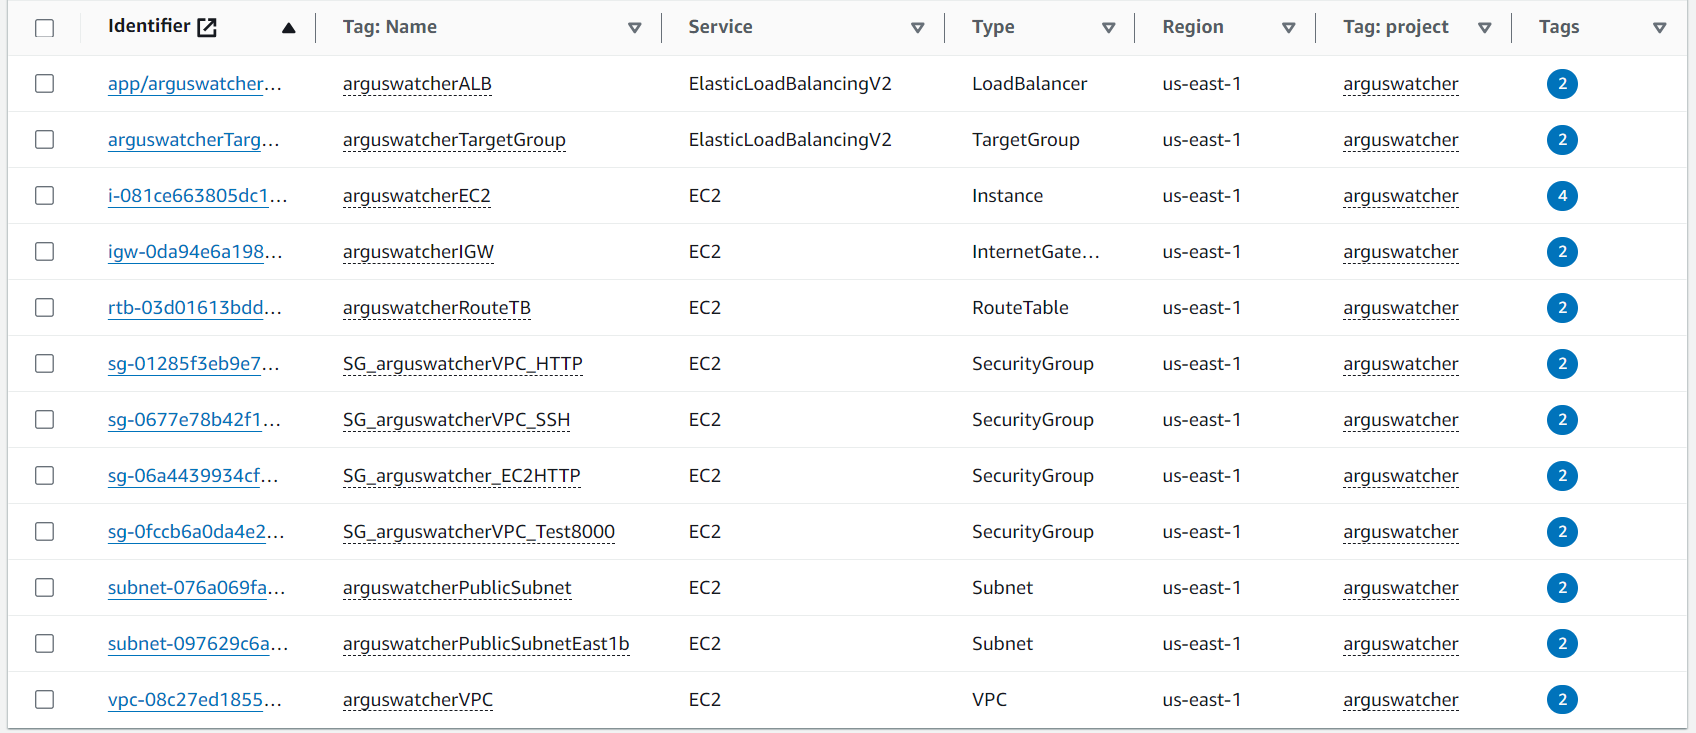 Identifier Tag: Name Service Type Region Tag: project Tags
app/arguswatcher... arguswatcherALB ElasticLoadBalancingV2 LoadBalancer us-east-1 arguswatcher 2
arguswatcherTarg... arguswatcherTargetGroup ElasticLoadBalancingV2 TargetGroup us-east-1 arguswatcher 2
i-081ce663805dc1... arguswatcherEC2 EC2 Instance us-east-1 arguswatcher 4
igw-0da94e6a198... arguswatcherIGW EC2 InternetGate... us-east-1 arguswatcher 2
rtb-03d01613bdd... arguswatcherRouteTB EC2 RouteTable us-east-1 arguswatcher 2
sg-01285f3eb9e7... SG_arguswatcherVPC_HTTP EC2 SecurityGroup us-east-1 arguswatcher 2
sg-0677e78b42f1... SG_arguswatcherVPC_SSH EC2 SecurityGroup us-east-1 arguswatcher 2
sg-06a4439934cf... SG_arguswatcher_EC2HTTP EC2 SecurityGroup us-east-1 arguswatcher 2
sg-0fccb6a0da4e2... SG_arguswatcherVPC_Test8000 EC2 SecurityGroup us-east-1 arguswatcher 2
subnet-076a069fa... arguswatcherPublicSubnet EC2 Subnet us-east-1 arguswatcher 2
subnet-097629c6a... arguswatcherPublicSubnetEast1b EC2 Subnet us-east-1 arguswatcher 2
vpc-08c27ed1855... arguswatcherVPC EC2 VPC us-east-1 arguswatcher 2